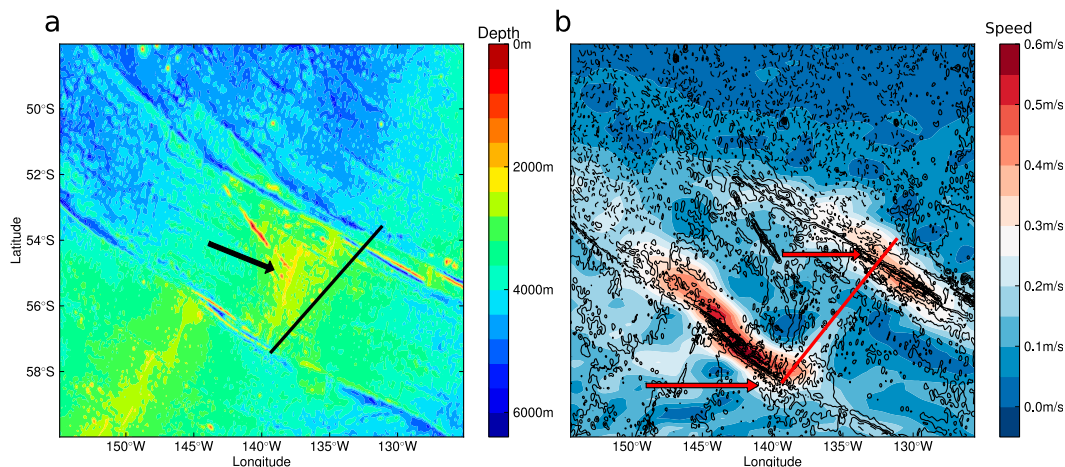 a
Depth
0m
2000m
4000m
6000m
50°S
52°S
54°S
56°S
58°S
Latitude
150°W 145°W 140°W 135°W 130°W
Longitude
b
Speed
0.6m/s
0.5m/s
0.4m/s
0.3m/s
0.2m/s
0.1m/s
0.0m/s
150°W 145°W 140°W 135°W 130°W
Longitude